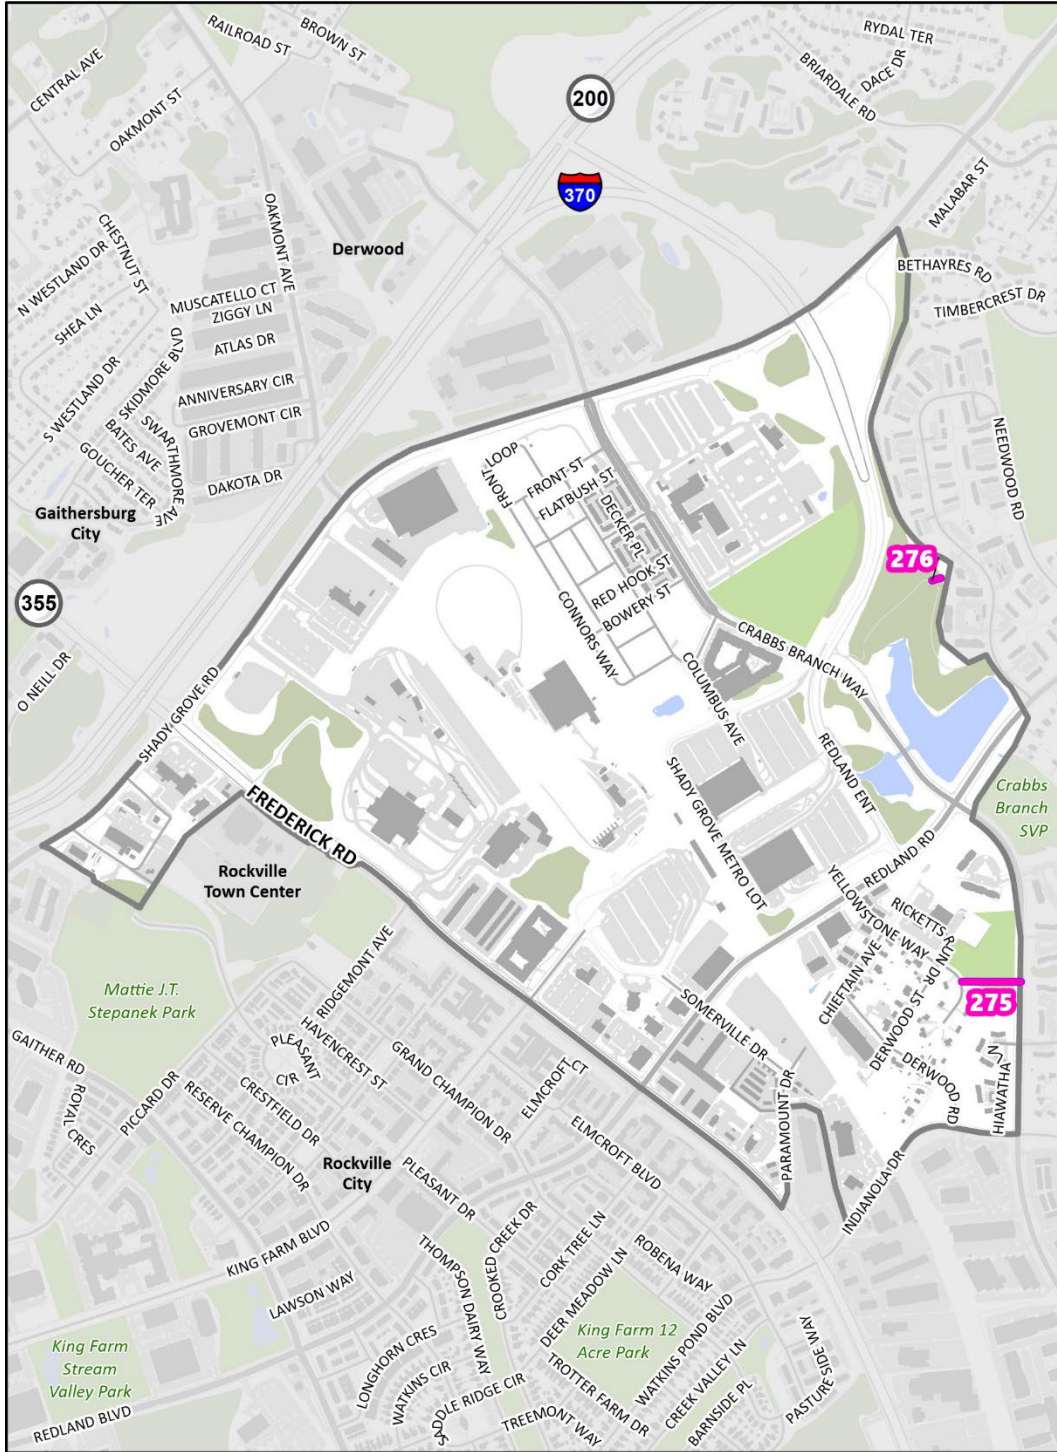 RAILROAD ST
BROWN ST
RYDAL TER
DACE DR
BRIARDALE RD
CENTRAL AVE
OAKMONT ST
200
370
MALABAR ST
OAKMONT AVE
CHESTNUT ST
N WESTLAND DR
Derwood
BETHAYRES RD
TIMBERCREST DR
MUSCATELLO CT
ZIGGY LN
SHEA LN
ATLAS DR
SKIDMORE BLVD
S WESTLAND DR
ANNIVERSARY CIR
GROVEMONT CIR
BATES AVE
SWARTHMORE AVE
GOUCHER TER
DAKOTA DR
NEEDWOOD RD
FRONT LOOP
FRONT ST
FLATBUSH ST
DECKER PL
Gaithersburg
City
355
276
RED HOOK ST
BOWERY ST
CONNORS WAY
CRABBS BRANCH WAY
COLUMBUS AVE
O NEILL DR
SHADY GROVE RD
REDLAND ENT
SHADY GROVE METRO LOT
FREDERICK RD
Crabbs
Branch
SVP
REDLAND RD
Rockville
Town Center
YELLOWSTONE WAY
RICKETTS RUN DR
CHIEFTAIN AVE
RIDGEMONT AVE
275
Mattie J.T.
Stepanek Park
SOMERVILLE DR
DERWOOD ST
DERWOOD RD
HIAWATHA LN
GAITHER RD
ROYAL CRES
PICCARD DR
PLEASANT CIR
HAVENCREST ST
CRESTFIELD DR
RESERVE CHAMPION DR
GRAND CHAMPION DR
ELMCROFT CT
ELMCROFT BLVD
PARAMOUNT DR
INDIANOLA DR
Rockville
City
PLEASANT DR
KING FARM BLVD
LAWSON WAY
THOMPSON DAIRY WAY
CROOKED CREEK DR
CORK TREE LN
DEER MEADOW LN
ROBENA WAY
King Farm 12
Acre Park
WATKINS POND BLVD
PASTURE SIDE WAY
King Farm
Stream
Valley Park
LONGHORN CRES
WATKINS CIR
SADDLE RIDGE CIR
TROTTER FARM DR
CREEK VALLEY LN
BARNSIDE PL
TREEMONT WAY
REDLAND BLVD